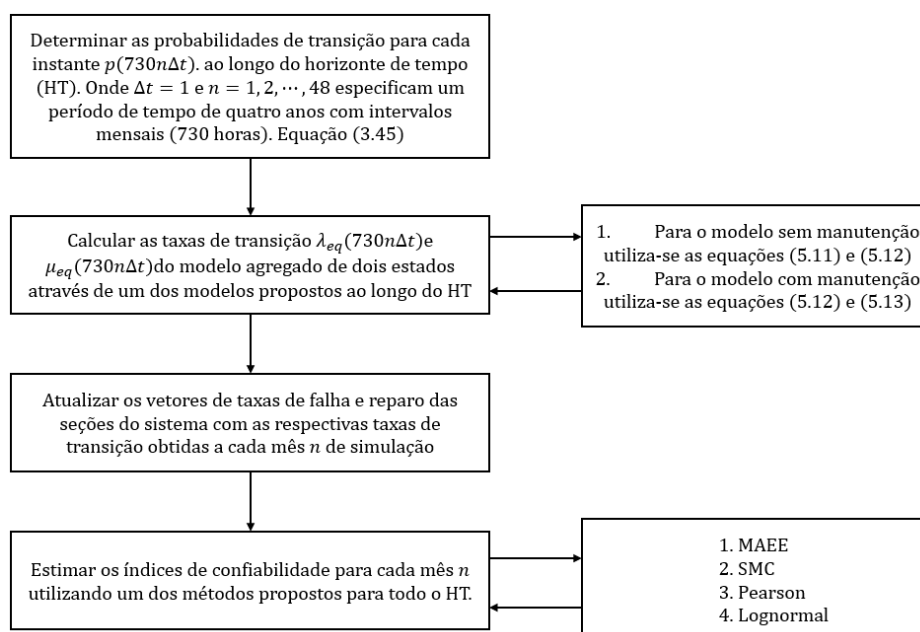 Determinar as probabilidades de transição para cada
instante p(730nΔt). ao longo do horizonte de tempo
(HT). Onde Δt = 1 e n = 1, 2, ⋯ , 48 especificam um
período de tempo de quatro anos com intervalos
mensais (730 horas). Equação (3.45)
Calcular as taxas de transição λeq(730nΔt)e
μeq(730nΔt)do modelo agregado de dois estados
através de um dos modelos propostos ao longo do HT
1. Para o modelo sem manutenção
utiliza-se as equações (5.11) e (5.12)
2. Para o modelo com manutenção
utiliza-se as equações (5.12) e (5.13)
Atualizar os vetores de taxas de falha e reparo das
seções do sistema com as respectivas taxas de
transição obtidas a cada mês n de simulação
Estimar os índices de confiabilidade para cada mês n
utilizando um dos métodos propostos para todo o HT.
1. MAEE
2. SMC
3. Pearson
4. Lognormal